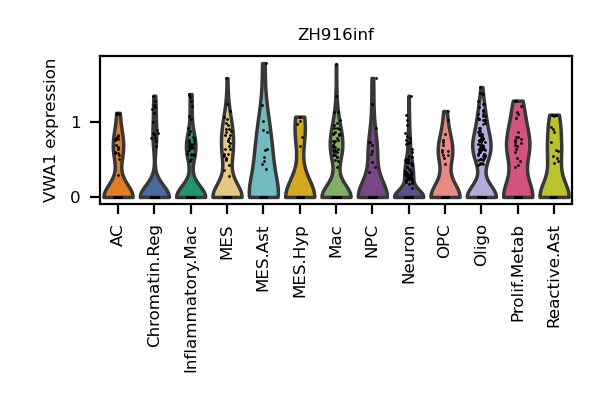 ZH916inf
VWA1 expression
1
0
AC
Chromatin.Reg
Inflammatory.Mac
MES
MES.Ast
MES.Hyp
Mac
NPC
Neuron
OPC
Oligo
Prolif.Metab
Reactive.Ast